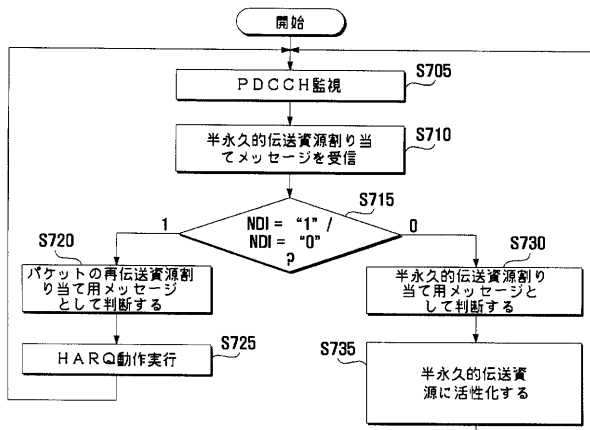 開始
S705
PDCCH監視
S710
半永久的伝送資源割り当
てメッセージを受信
S715
NDI = “1” /
NDI = “0”
?
1
0
S720
パケットの再伝送資源割
り当て用メッセージ
として判断する
S730
半永久的伝送資源割り
当て用メッセージと
して判断する
S725
HARQ動作実行
S735
半永久的伝送資
源に活性化する